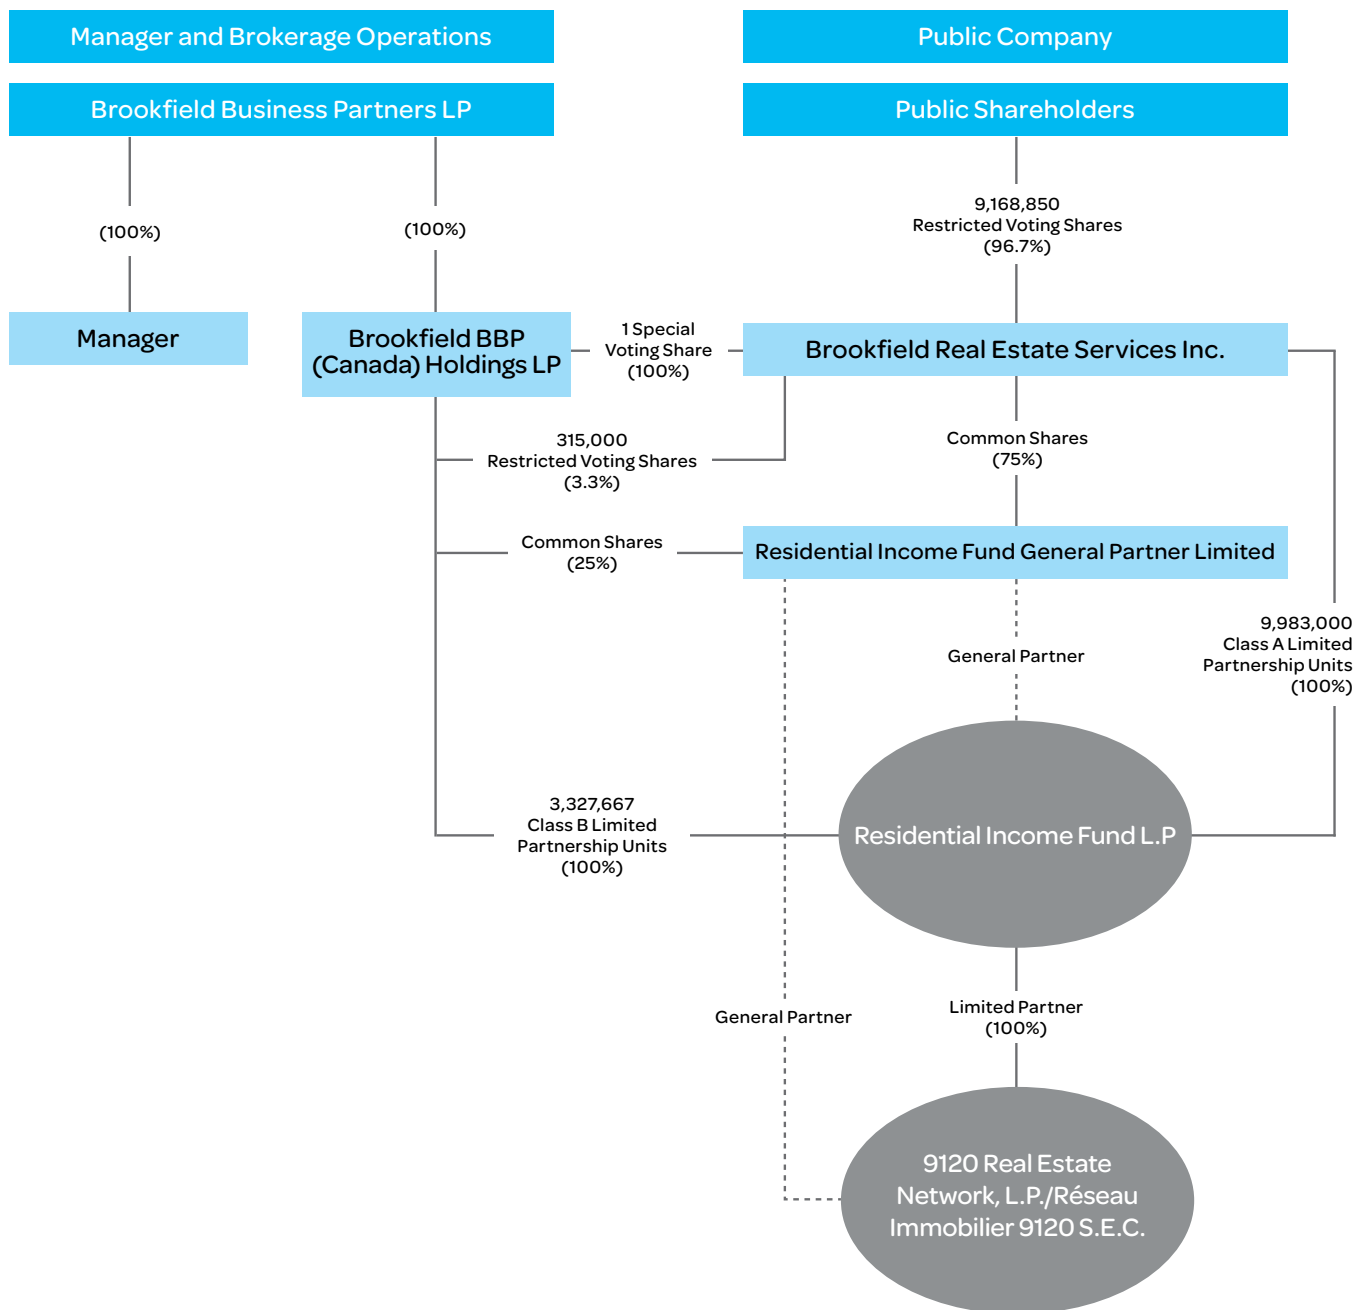 Manager and Brokerage Operations
Public Company
Brookfield Business Partners LP
Public Shareholders
9,168,850
Restricted Voting Shares
(96.7%)
(100%)
(100%)
Manager
Brookfield BBP
(Canada) Holdings LP
1 Special
Voting Share
(100%)
Brookfield Real Estate Services Inc.
315,000
Restricted Voting Shares
(3.3%)
Common Shares
(75%)
Common Shares
(25%)
Residential Income Fund General Partner Limited
9,983,000
Class A Limited
Partnership Units
(100%)
General Partner
3,327,667
Class B Limited
Partnership Units
(100%)
Residential Income Fund L.P
General Partner
Limited Partner
(100%)
9120 Real Estate
Network, L.P./Réseau
Immobilier 9120 S.E.C.